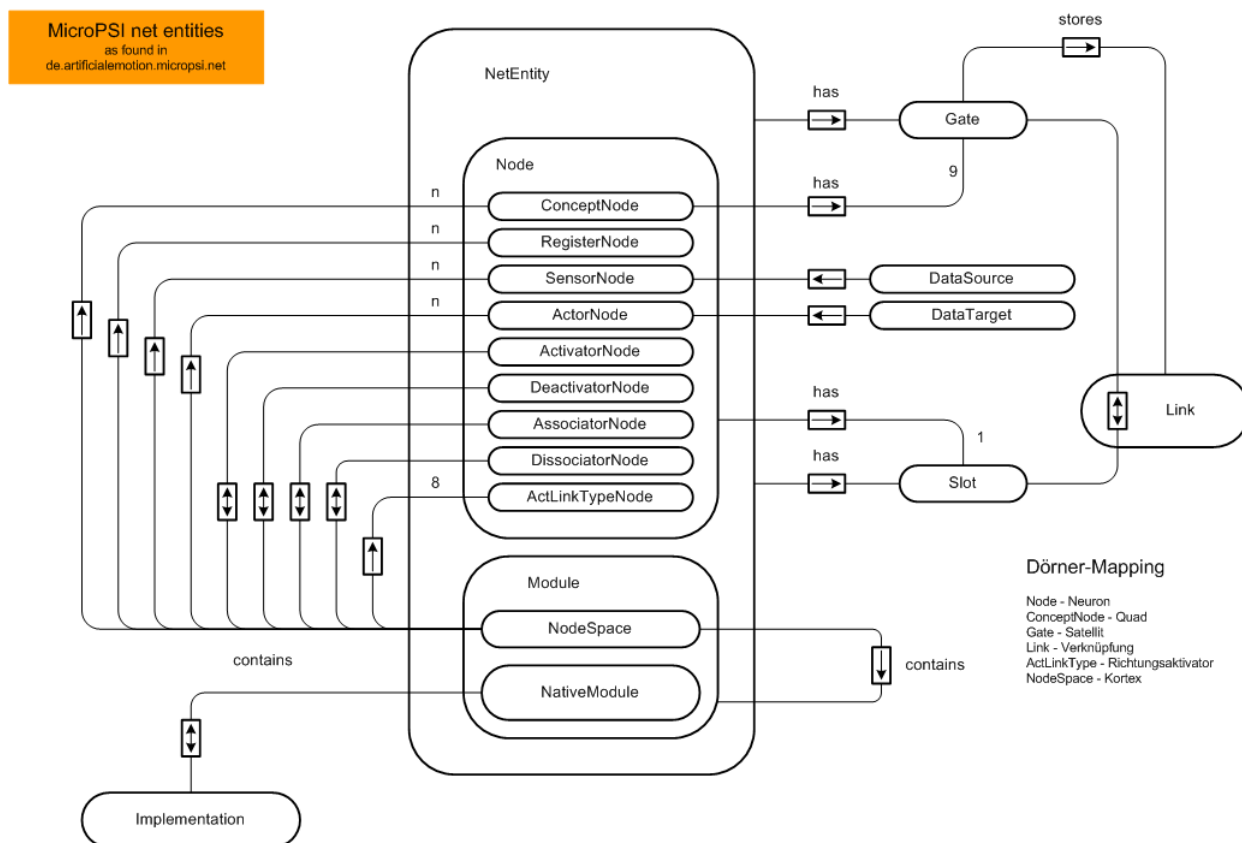 MicroPSI net entities
as found in
de.artificialemotion.micropsi.net
stores
NetEntity
has
Gate
Node
9
n
has
ConceptNode
n
RegisterNode
n
SensorNode
DataSource
n
ActorNode
DataTarget
ActivatorNode
DeactivatorNode
has
Link
AssociatorNode
1
has
DissociatorNode
8
ActLinkTypeNode
Slot
Dörner-Mapping
Module
Node - Neuron
ConceptNode - Quad
Gate - Satellit
Link - Verknüpfung
ActLinkType - Richtungsaktivator
NodeSpace - Kortex
NodeSpace
contains
contains
NativeModule
Implementation